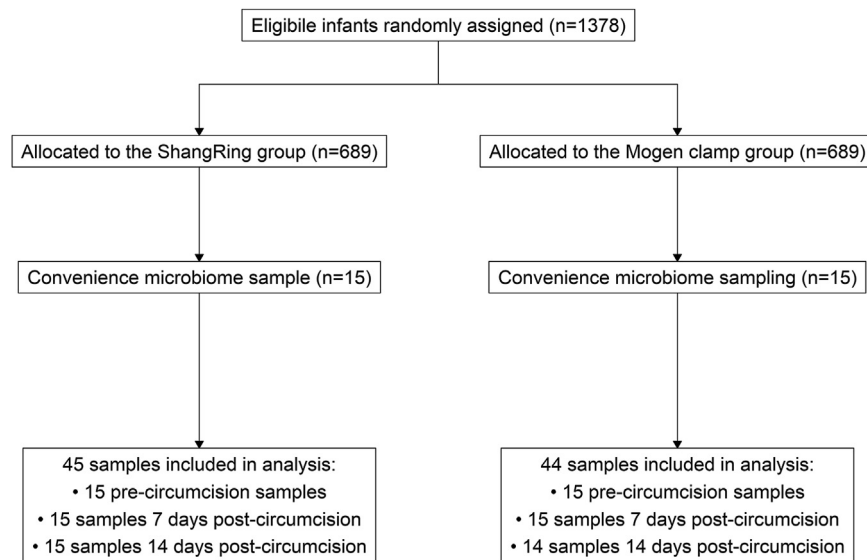 Eligibile infants randomly assigned (n=1378)
Allocated to the ShangRing group (n=689)
Allocated to the Mogen clamp group (n=689)
Convenience microbiome sample (n=15)
Convenience microbiome sampling (n=15)
45 samples included in analysis:
• 15 pre-circumcision samples
• 15 samples 7 days post-circumcision
• 15 samples 14 days post-circumcision
44 samples included in analysis:
• 15 pre-circumcision samples
• 15 samples 7 days post-circumcision
• 14 samples 14 days post-circumcision